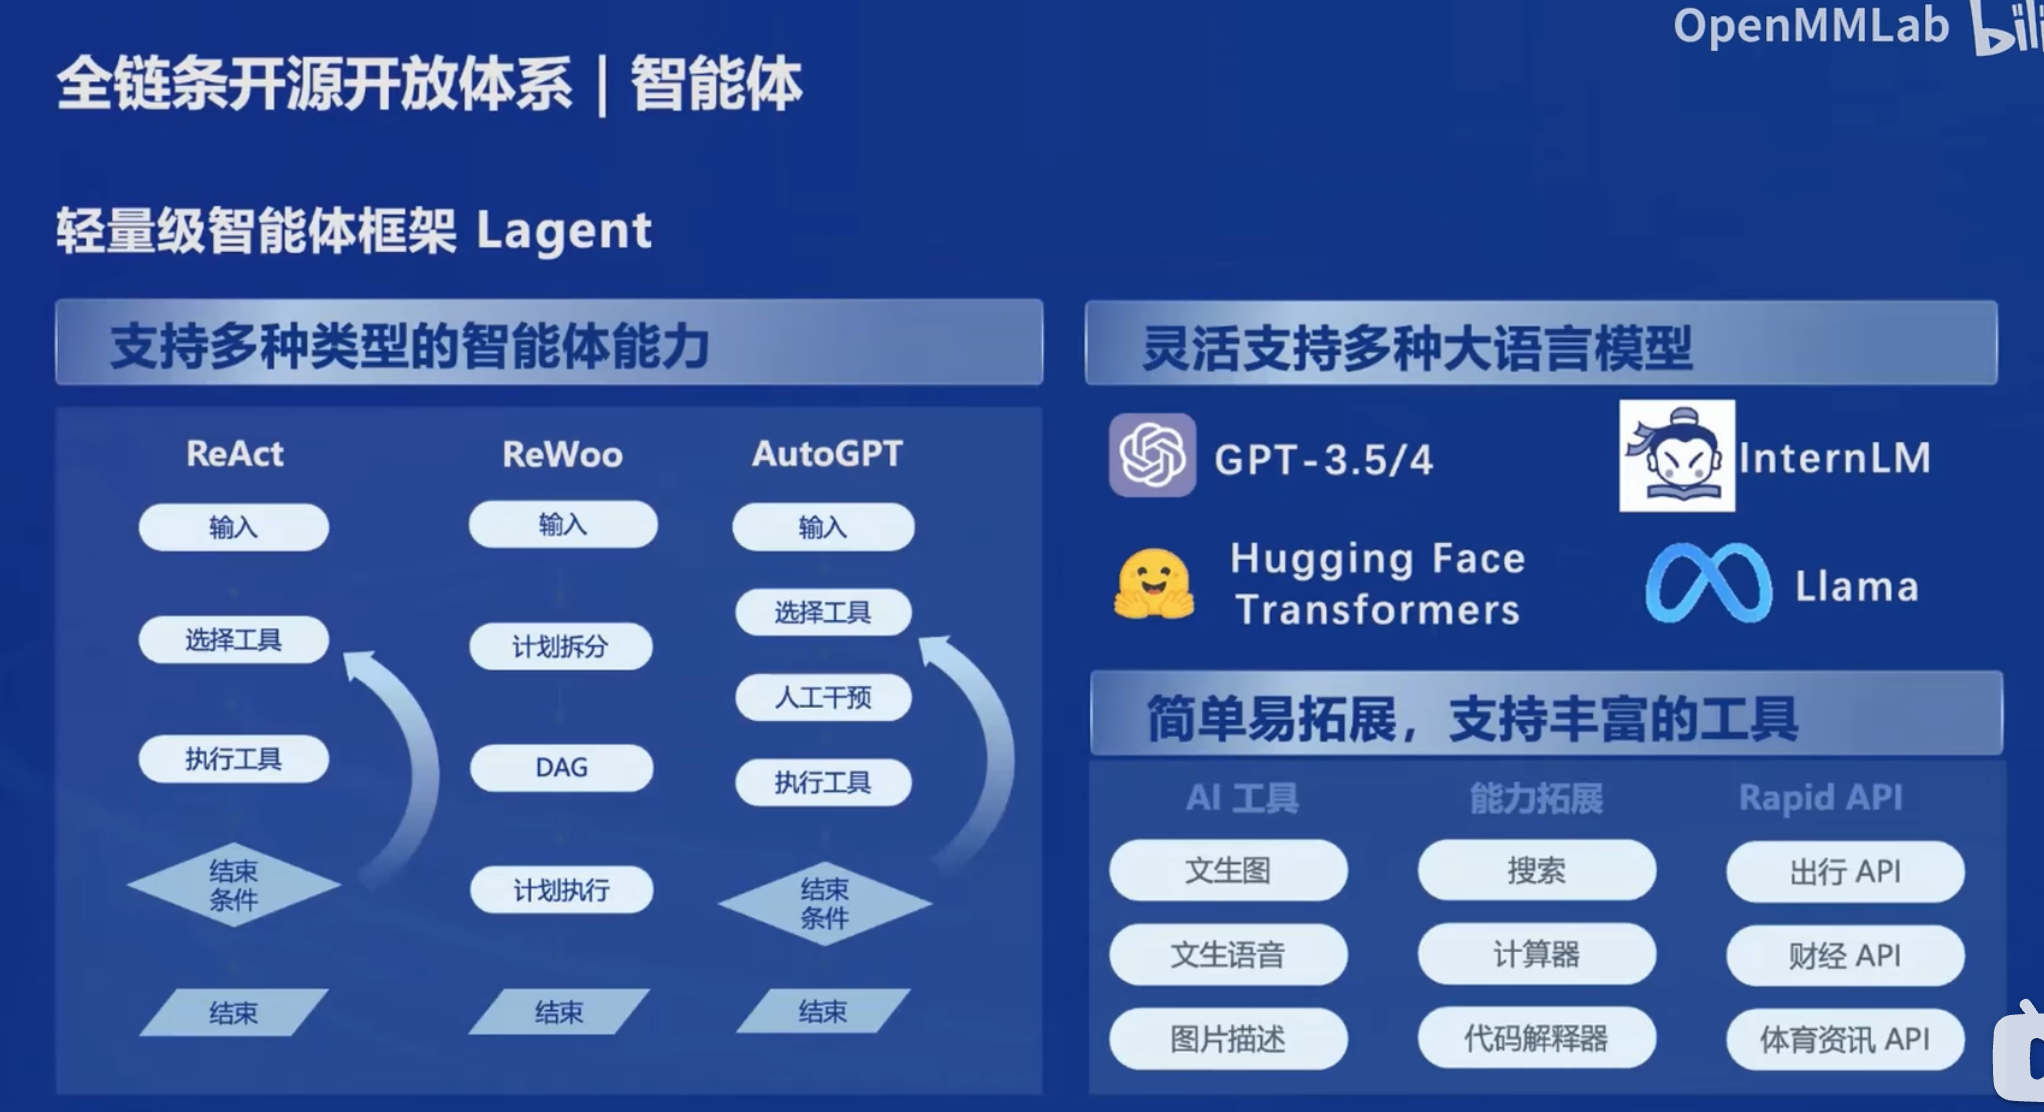 OpenMMLab
全链条开源开放体系 | 智能体
轻量级智能体框架 Lagent
支持多种类型的智能体能力
ReAct
输入
选择工具
执行工具
结束
条件
结束
ReWoo
输入
计划拆分
DAG
计划执行
结束
AutoGPT
输入
选择工具
人工干预
执行工具
结束
条件
结束
灵活支持多种大语言模型
GPT-3.5/4
InternLM
Hugging Face
Transformers
Llama
简单易拓展，支持丰富的工具
AI 工具
文生图
文生语音
图片描述
能力拓展
搜索
计算器
代码解释器
Rapid API
出行 API
财经 API
体育资讯 API